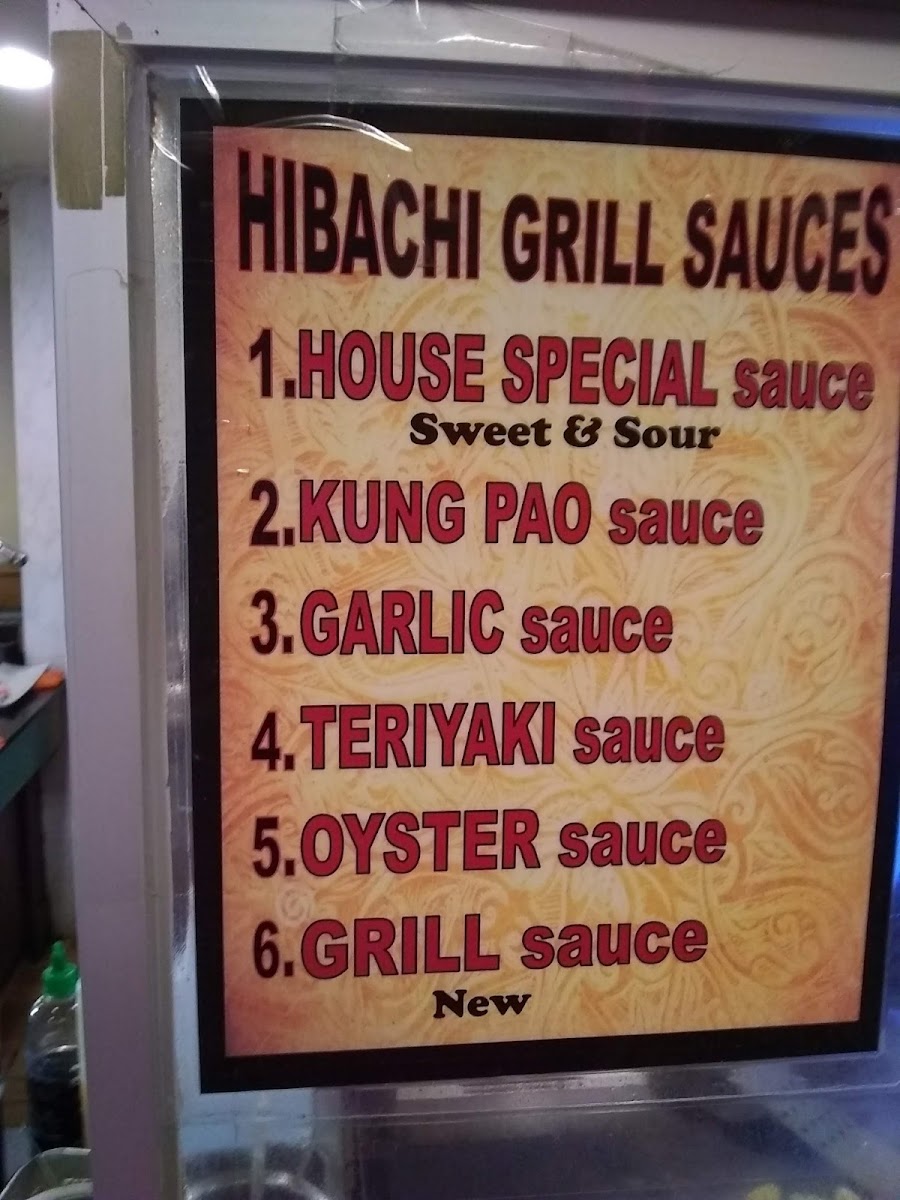 HIBACHI GRILL SAUCES
1.HOUSE SPECIAL sauce
Sweet & Sour
2.KUNG PAO sauce
3.GARLIC sauce
4.TERIYAKI sauce
5.OYSTER sauce
6.GRILL sauce
New